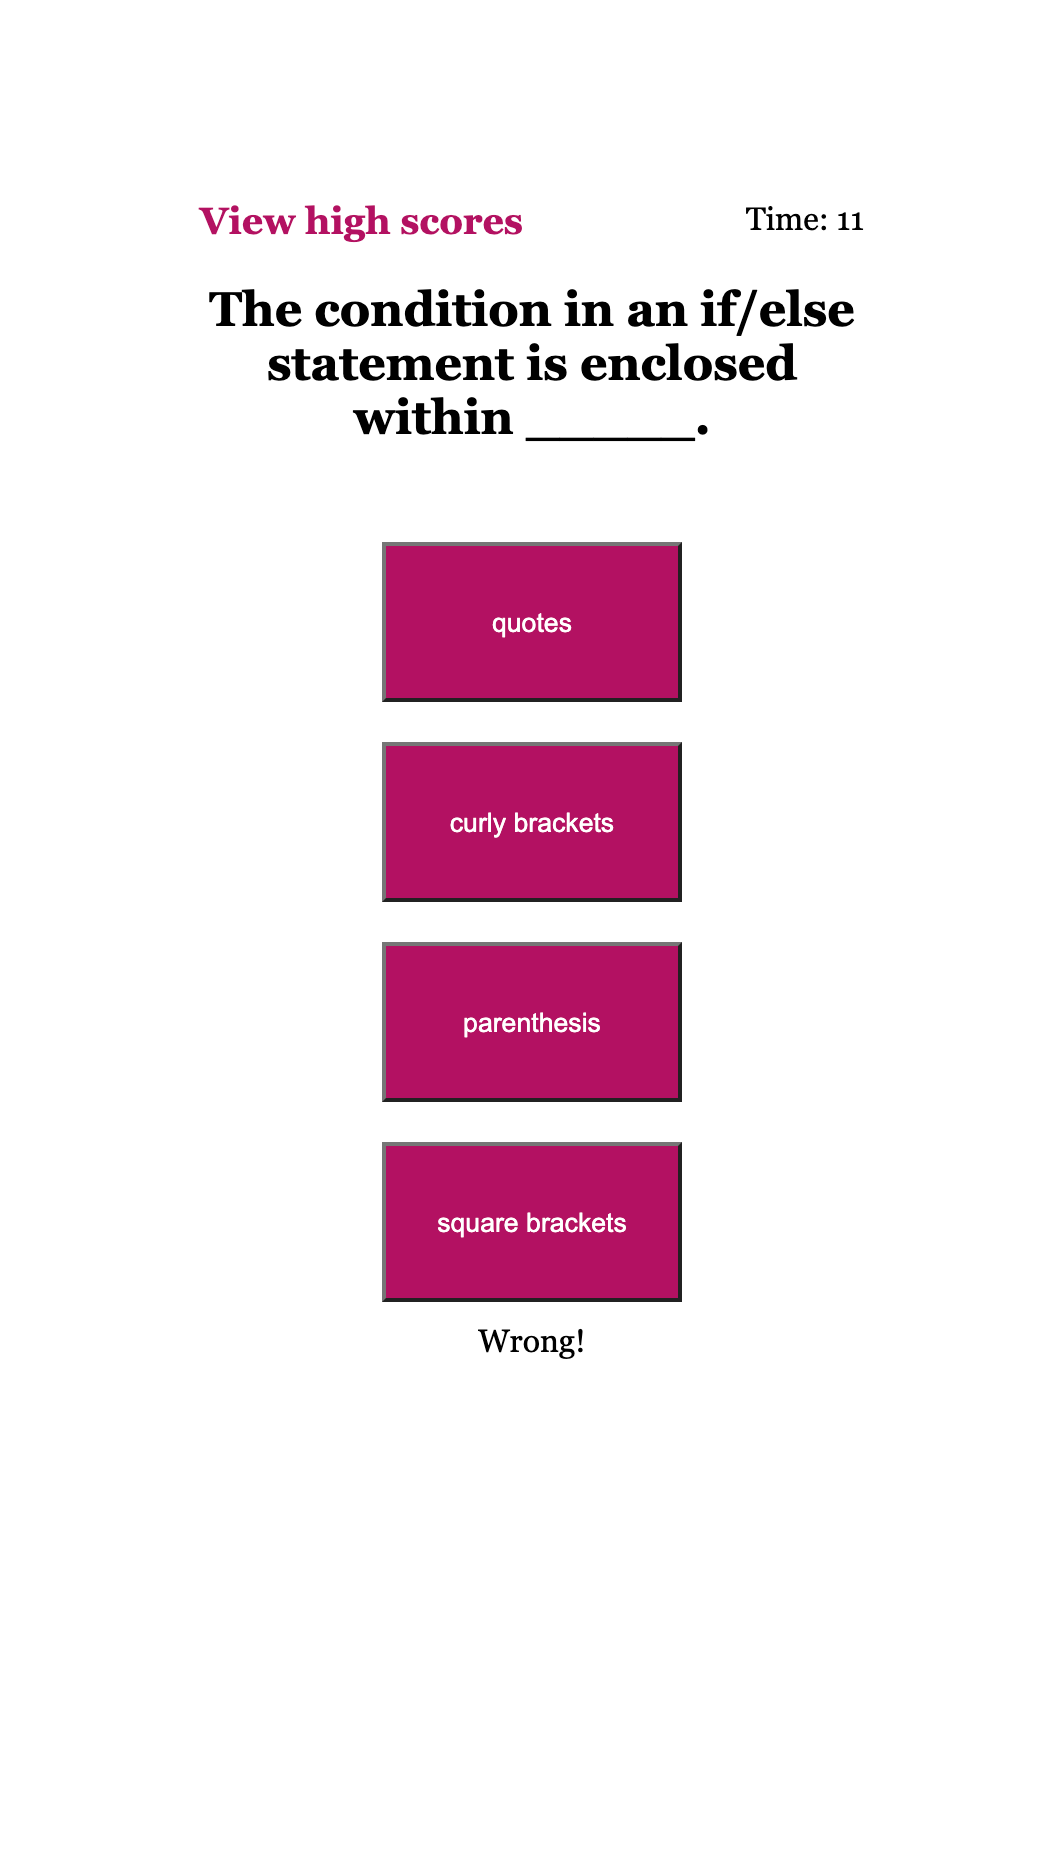 View high scores
Time: 11
The condition in an if/else
statement is enclosed
within _______.
quotes
curly brackets
parenthesis
square brackets
Wrong!